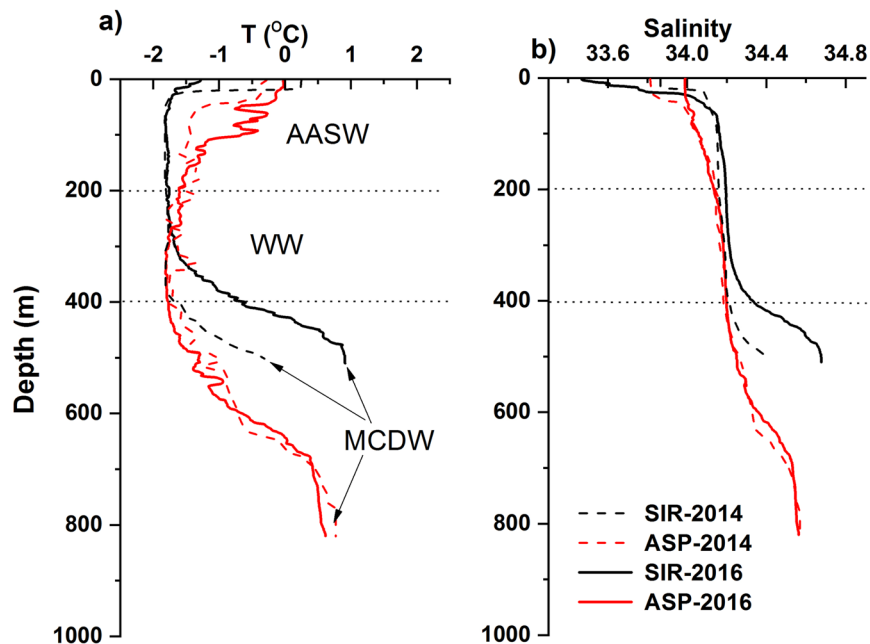 a)
T (°C)
-2 -1 0 1 2
0
200
400
600
800
1000
Depth (m)
AASW
WW
MCDW
b)
Salinity
33.6 34.0 34.4 34.8
0
200
400
600
800
1000
SIR-2014
ASP-2014
SIR-2016
ASP-2016